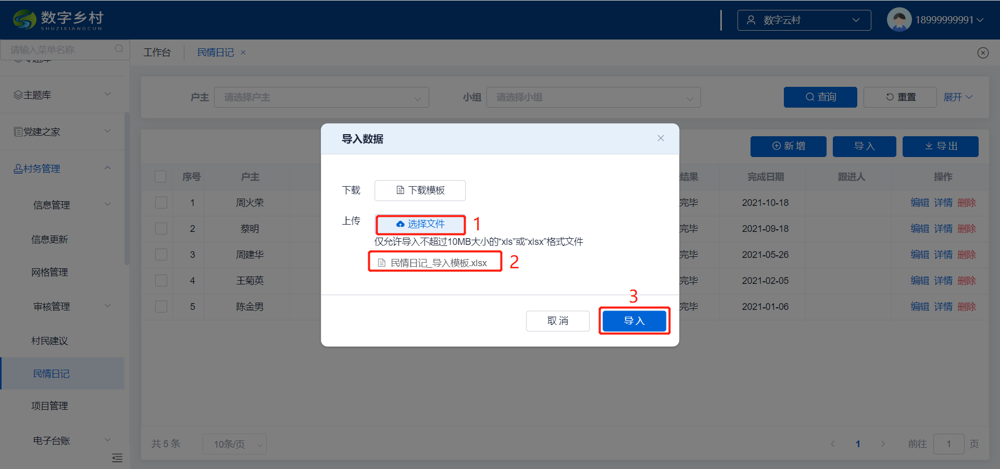 数字乡村
SHUZIXIANGCUN
数字云村
18999999991
请输入菜单名称
专题库
主题库
党建之家
村务管理
信息管理
信息更新
网格管理
审核管理
村民建议
民情日记
项目管理
电子台账
工作台 民情日记 ×
户主 请选择户主 小组 请选择小组 查询 重置 展开
新增 导入 导出
序号 户主 结果 完成日期 跟进人 操作
1 周火荣 完毕 2021-10-18 编辑 详情 删除
2 蔡明 完毕 2021-09-18 编辑 详情 删除
3 周建华 完毕 2021-05-26 编辑 详情 删除
4 王菊英 完毕 2021-02-05 编辑 详情 删除
5 陈金男 完毕 2021-01-06 编辑 详情 删除
共 5 条 10条/页 1 前往 1 页
导入数据
下载 下载模板
上传 选择文件 1
仅允许导入不超过10MB大小的“xls”或“xlsx”格式文件
民情日记_导入模板.xlsx 2
3
取消 导入